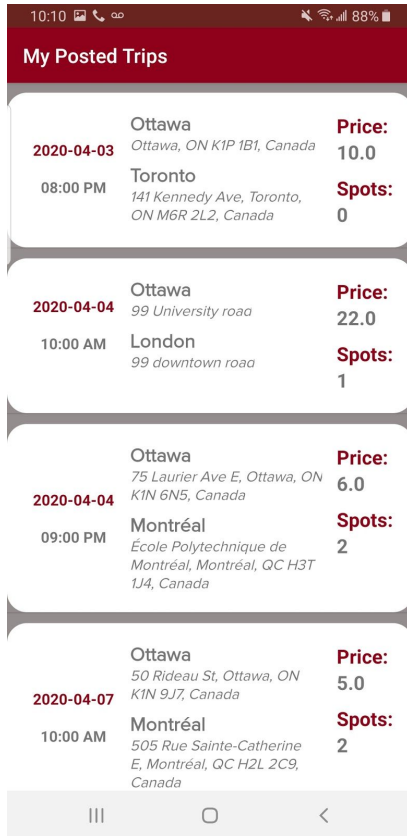 10:10 88%
My Posted Trips
2020-04-03
08:00 PM
Ottawa
Ottawa, ON K1P 1B1, Canada
Toronto
141 Kennedy Ave, Toronto,
ON M6R 2L2, Canada
Price:
10.0
Spots:
0
2020-04-04
10:00 AM
Ottawa
99 University road
London
99 downtown road
Price:
22.0
Spots:
1
2020-04-04
09:00 PM
Ottawa
75 Laurier Ave E, Ottawa, ON
K1N 6N5, Canada
Montréal
École Polytechnique de
Montréal, Montréal, QC H3T
1J4, Canada
Price:
6.0
Spots:
2
2020-04-07
10:00 AM
Ottawa
50 Rideau St, Ottawa, ON
K1N 9J7, Canada
Montréal
505 Rue Sainte-Catherine
E, Montréal, QC H2L 2C9,
Canada
Price:
5.0
Spots:
2